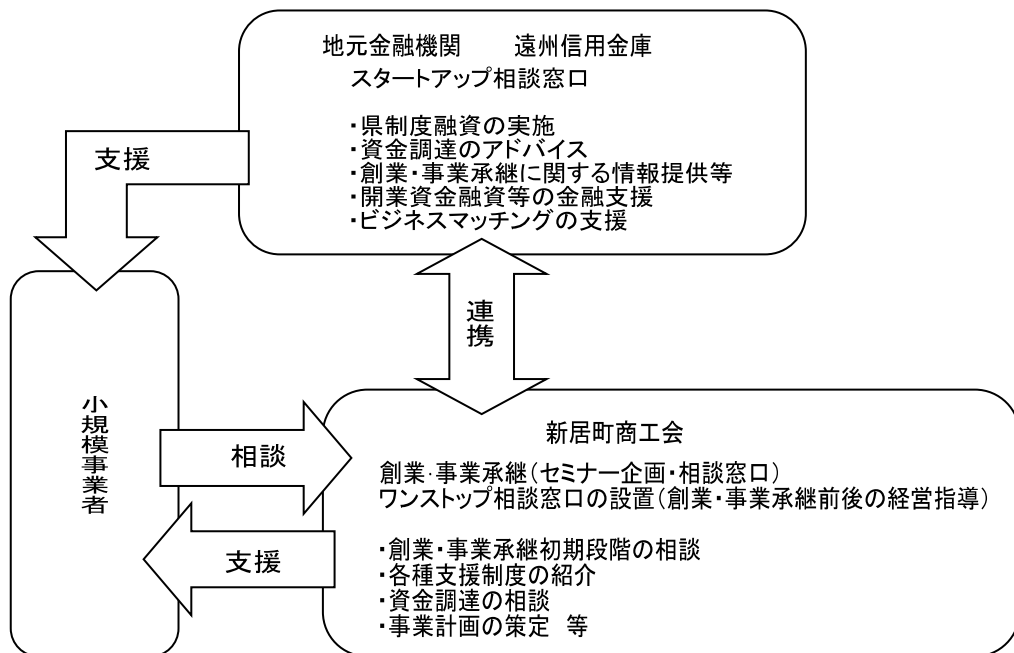 地元金融機関　　遠州信用金庫
スタートアップ相談窓口
・県制度融資の実施
・資金調達のアドバイス
・創業・事業承継に関する情報提供等
・開業資金融資等の金融支援
・ビジネスマッチングの支援
支援
連携
小規模事業者
相談
支援
新居町商工会
創業・事業承継（セミナー企画・相談窓口）
ワンストップ相談窓口の設置（創業・事業承継前後の経営指導）
・創業・事業承継初期段階の相談
・各種支援制度の紹介
・資金調達の相談
・事業計画の策定　等